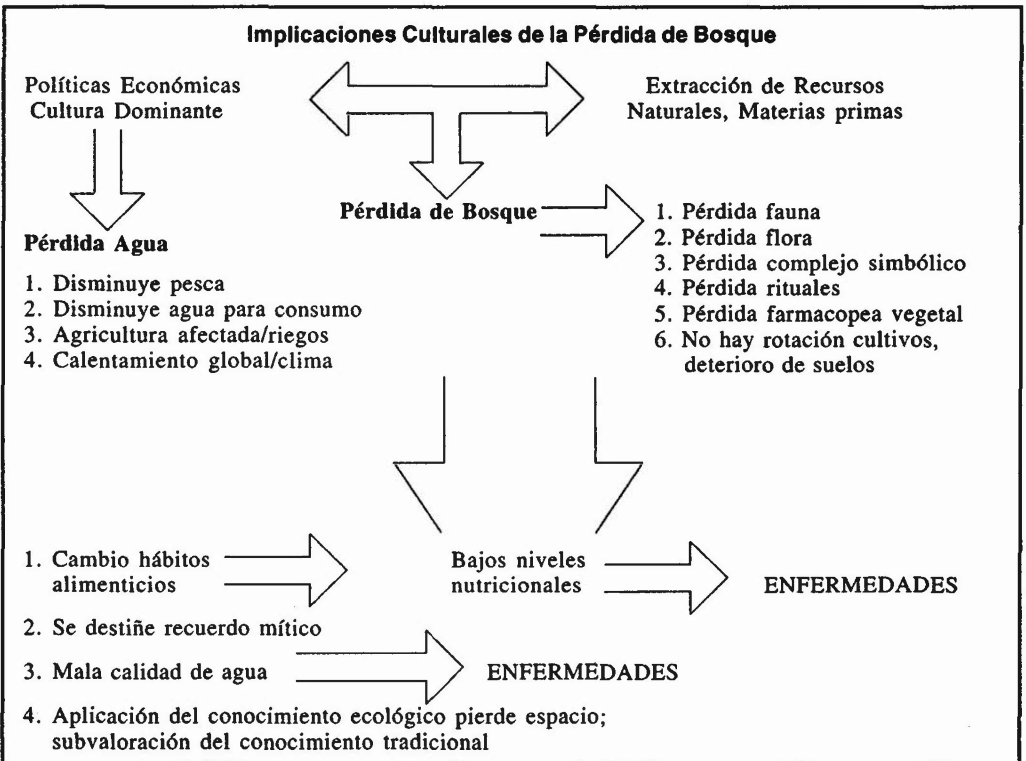 Implicaciones Culturales de la Pérdida de Bosque
Políticas Económicas
Cultura Dominante
Extracción de Recursos
Naturales, Materias primas
Pérdida de Bosque
1. Pérdida fauna
2. Pérdida flora
3. Pérdida complejo simbólico
4. Pérdida rituales
5. Pérdida farmacopea vegetal
6. No hay rotación cultivos,
deterioro de suelos
Pérdida Agua
1. Disminuye pesca
2. Disminuye agua para consumo
3. Agricultura afectada/riegos
4. Calentamiento global/clima
1. Cambio hábitos
alimenticios
Bajos niveles
nutricionales
ENFERMEDADES
2. Se destiñe recuerdo mítico
3. Mala calidad de agua
ENFERMEDADES
4. Aplicación del conocimiento ecológico pierde espacio;
subvaloración del conocimiento tradicional